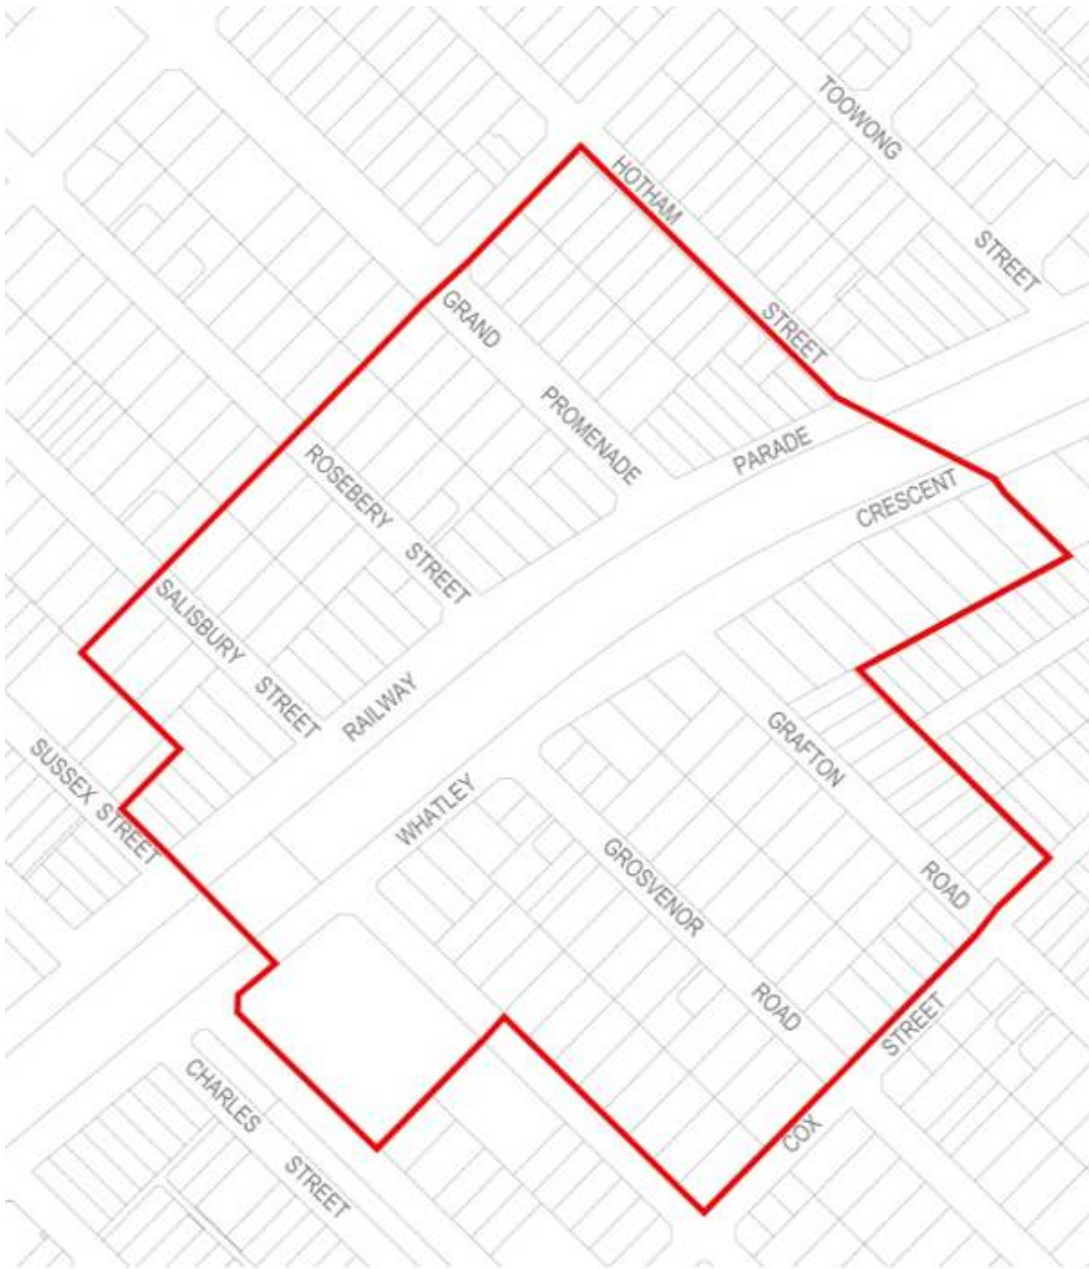 TOOWONG
STREET
HOTHAM
STREET
GRAND
PROMENADE
PARADE
CRESCENT
ROSEBERY
STREET
SALISBURY
STREET
RAILWAY
SUSSEX STREET
WHATLEY
GRAFTON
ROAD
GROSVENOR
ROAD
COX
STREET
CHARLES
STREET